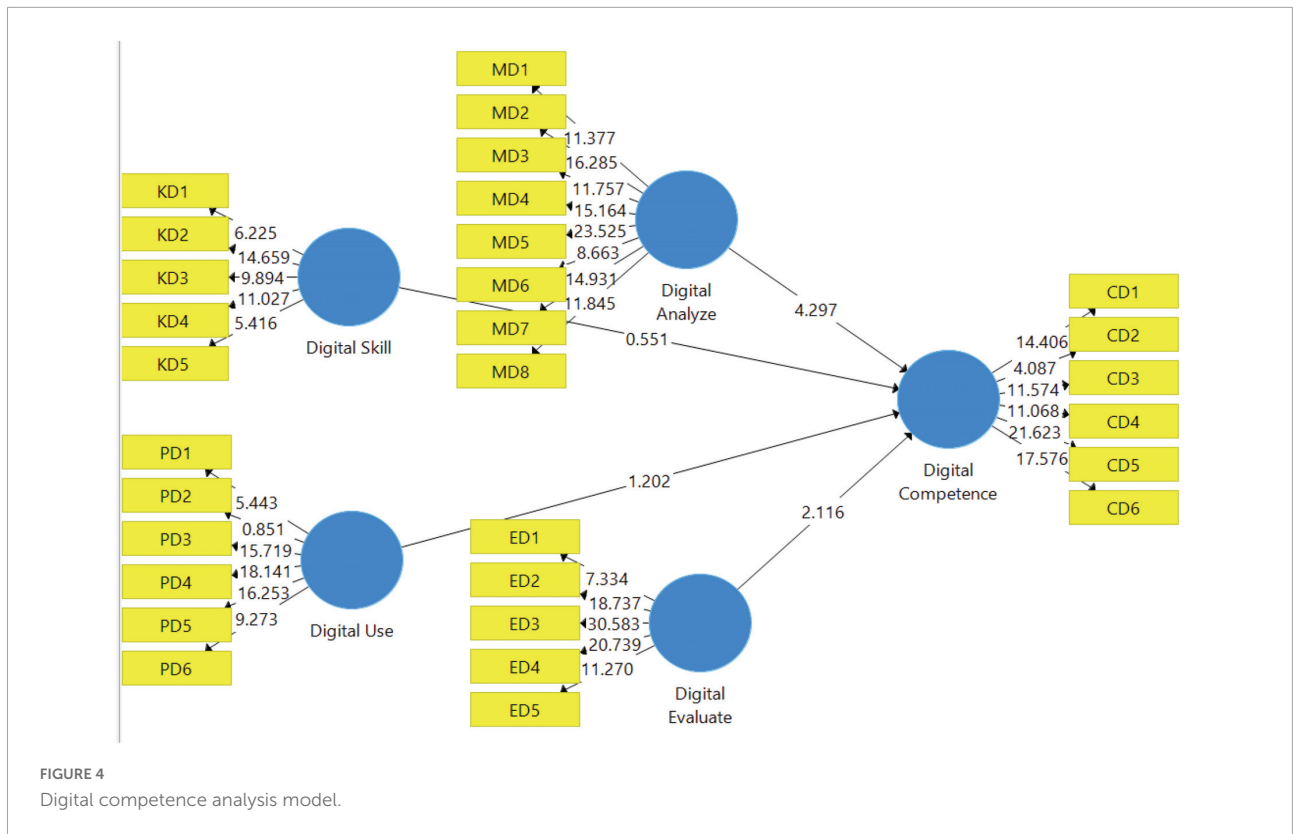 MD1
MD2
MD3
MD4
MD5
MD6
MD7
MD8
11.377
16.285
11.757
15.164
23.525
8.663
14.931
11.845
Digital
Analyze
KD1
KD2
KD3
KD4
KD5
6.225
14.659
9.894
11.027
5.416
Digital Skill
4.297
0.551
CD1
CD2
CD3
CD4
CD5
CD6
14.406
4.087
11.574
11.068
21.623
17.576
Digital
Competence
PD1
PD2
PD3
PD4
PD5
PD6
5.443
0.851
15.719
18.141
16.253
9.273
Digital Use
1.202
2.116
ED1
ED2
ED3
ED4
ED5
7.334
18.737
30.583
20.739
11.270
Digital
Evaluate
FIGURE 4
Digital competence analysis model.